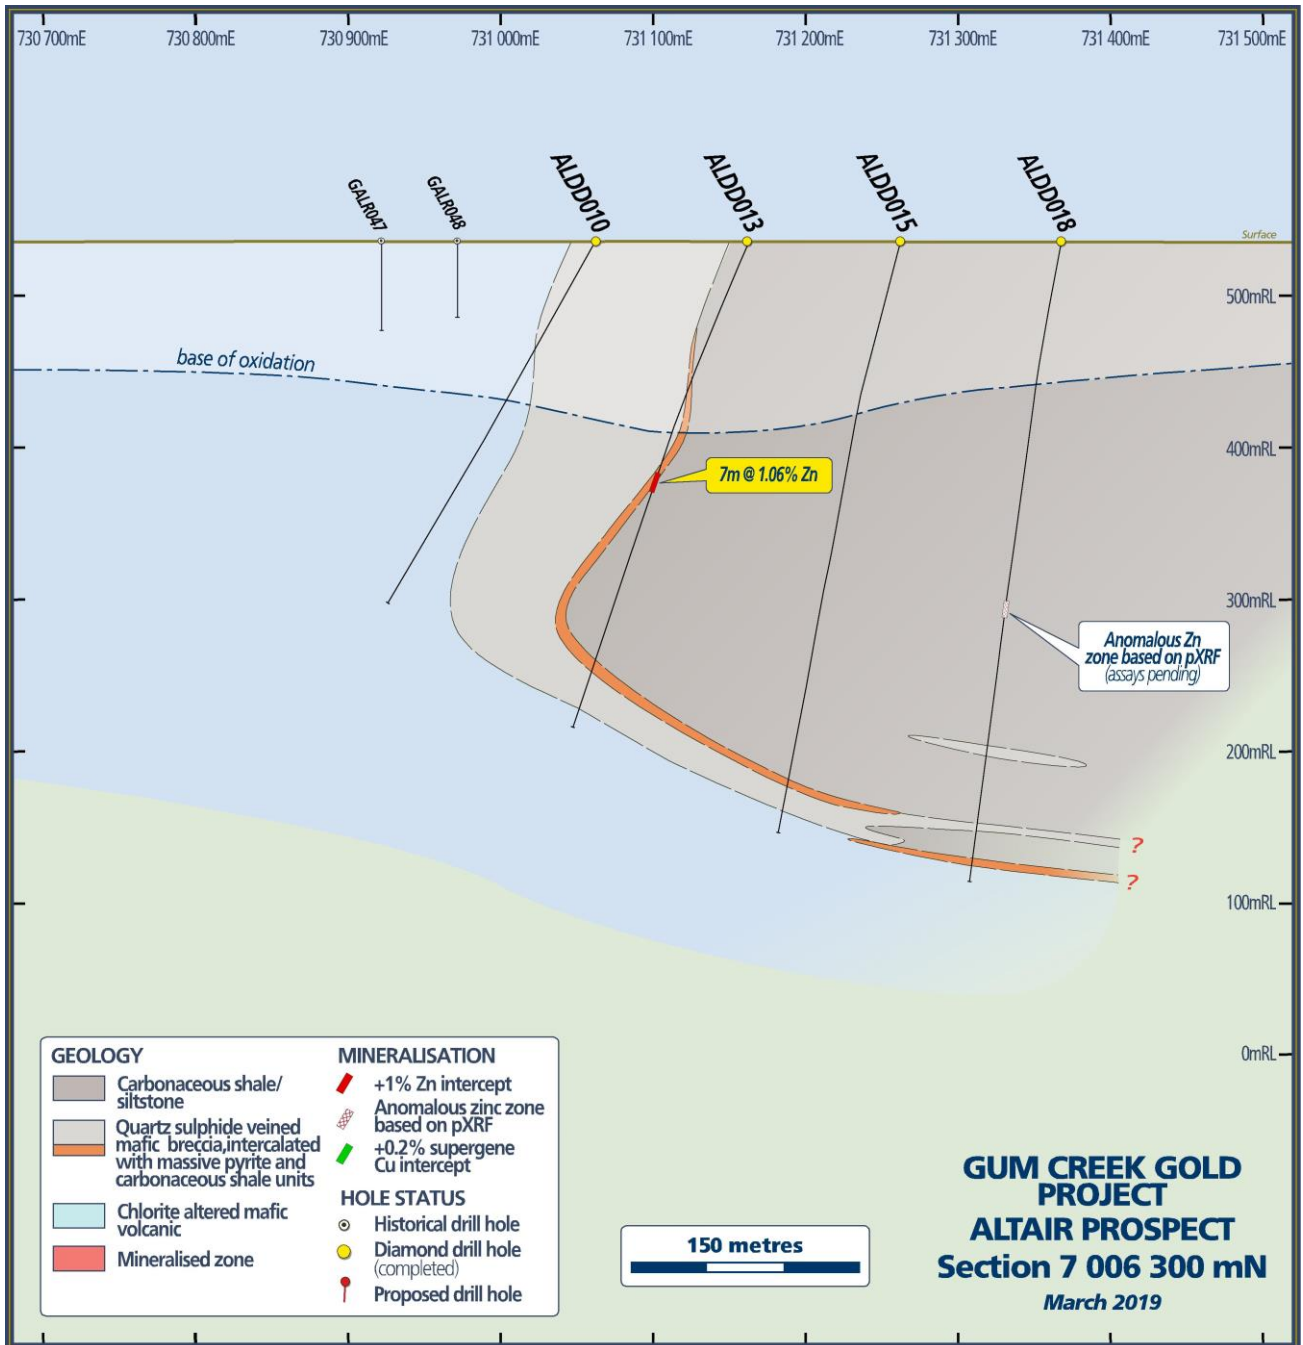 730 700mE
730 800mE
730 900mE
731 000mE
731 100mE
731 200mE
731 300mE
731 400mE
731 500mE
GALR047
GALR048
ALDD010
ALDD013
ALDD015
ALDD018
Surface
500mRL
base of oxidation
400mRL
7m @ 1.06% Zn
300mRL
Anomalous Zn
zone based on pXRF
(assays pending)
200mRL
?
?
100mRL
0mRL
GEOLOGY
Carbonaceous shale/
siltstone
Quartz sulphide veined
mafic breccia,intercalated
with massive pyrite and
carbonaceous shale units
Chlorite altered mafic
volcanic
Mineralised zone
MINERALISATION
+1% Zn intercept
Anomalous zinc zone
based on pXRF
+0.2% supergene
Cu intercept
HOLE STATUS
Historical drill hole
Diamond drill hole
(completed)
Proposed drill hole
150 metres
GUM CREEK GOLD
PROJECT
ALTAIR PROSPECT
Section 7 006 300 mN
March 2019